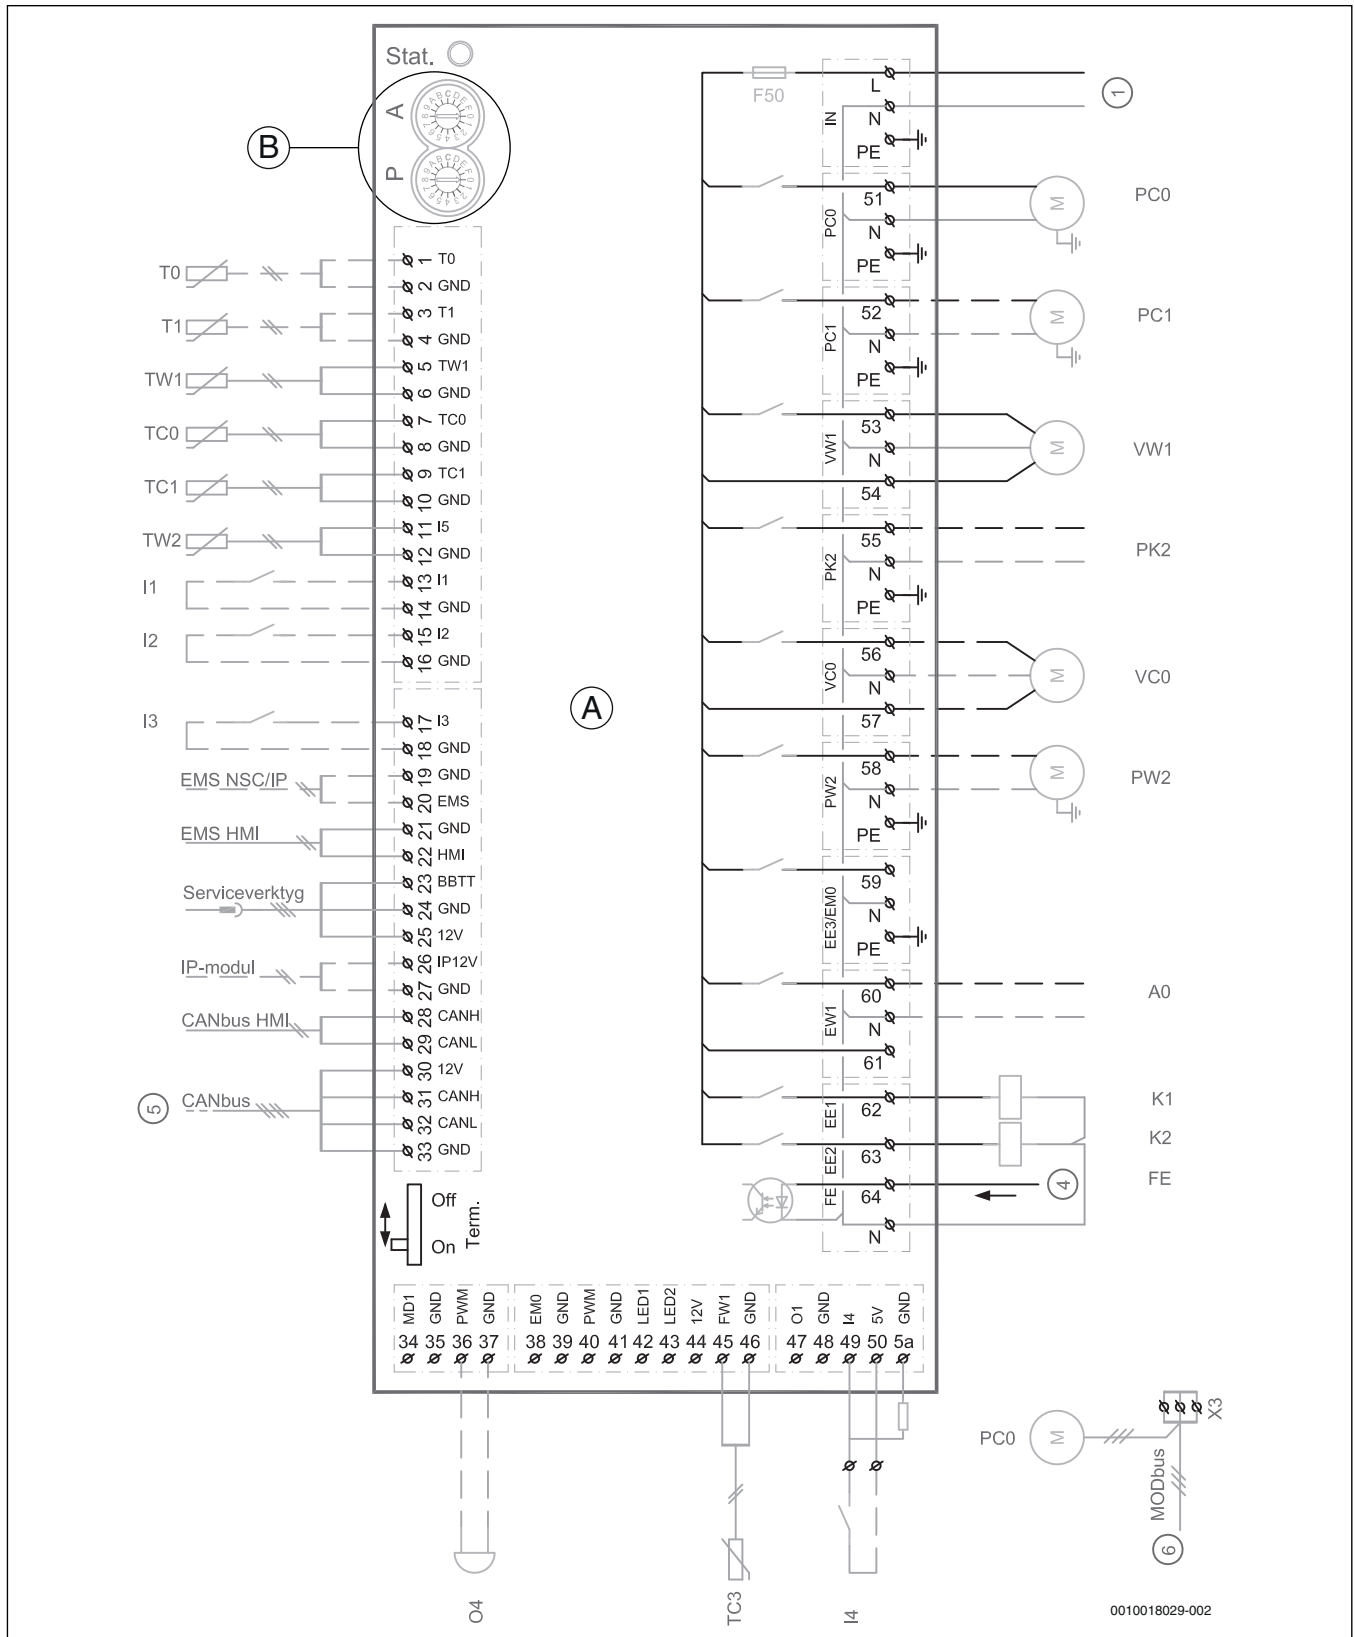 Stat.
A
P
B
T0
1 T0
2 GND
T1
3 T1
4 GND
TW1
5 TW1
6 GND
TC0
7 TC0
8 GND
TC1
9 TC1
10 GND
TW2
11 I5
12 GND
I1
13 I1
14 GND
I2
15 I2
16 GND
I3
17 I3
18 GND
EMS NSC/IP
19 GND
20 EMS
EMS HMI
21 GND
22 HMI
Serviceverktyg
23 BBTT
24 GND
25 12V
IP-modul
26 IP12V
27 GND
CANbus HMI
28 CANH
29 CANL
5 CANbus
30 12V
31 CANH
32 CANL
33 GND
Off
On
Term.
A
F50
IN
L
N
PE
1
PC0
51
N
PE
M
PC0
PC1
52
N
PE
M
PC1
VW1
53
N
54
M
VW1
PK2
55
N
PE
PK2
VC0
56
N
57
M
VC0
PW2
58
N
PE
M
PW2
EE3/EM0
59
N
PE
EW1
60
N
61
A0
EE1
62
K1
EE2
63
K2
FE
64
N
4
FE
MD1 GND PWM GND
34 35 36 37
EM0 GND PWM GND LED1 LED2 12V FW1 GND
38 39 40 41 42 43 44 45 46
O1 GND I4 5V GND
47 48 49 50 5a
O4
TC3
I4
PC0
M
X3
MODbus
6
0010018029-002